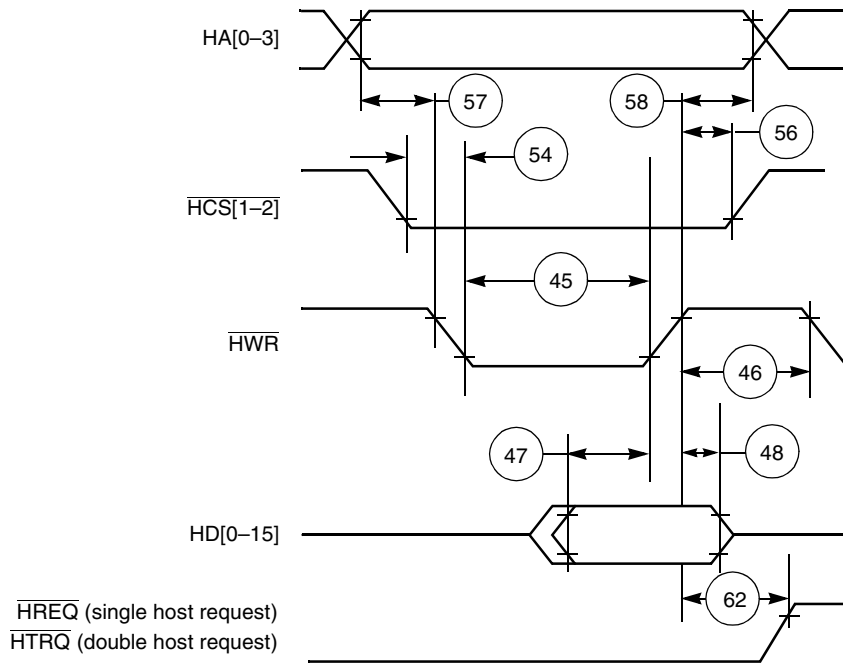 HA[0–3]
57
58
56
54
HCS[1–2]
45
HWR
46
47
48
HD[0–15]
62
HREQ (single host request)
HTRQ (double host request)